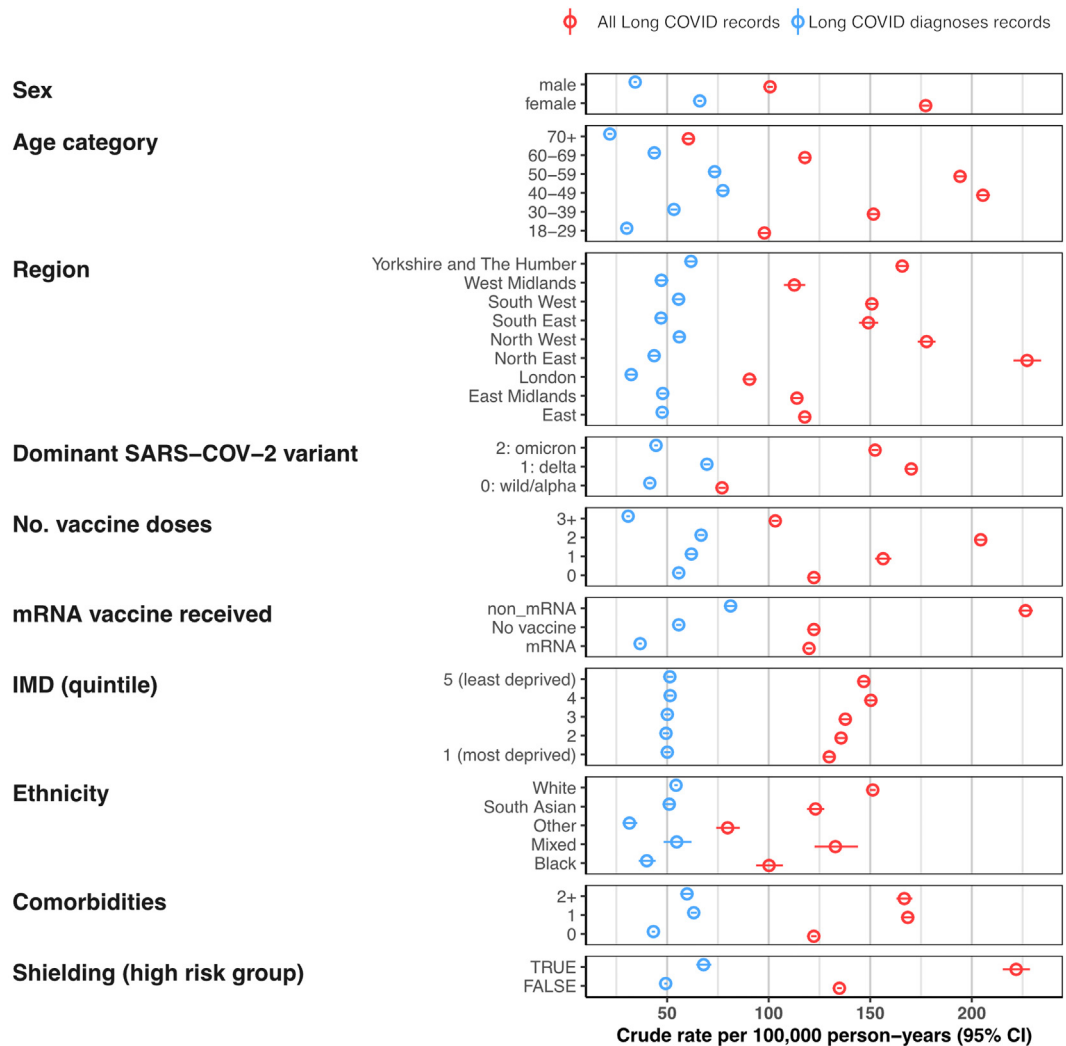 All Long COVID records Long COVID diagnoses records
Sex
male
female
Age category
70+
60–69
50–59
40–49
30–39
18–29
Region
Yorkshire and The Humber
West Midlands
South West
South East
North West
North East
London
East Midlands
East
Dominant SARS–COV–2 variant
2: omicron
1: delta
0: wild/alpha
No. vaccine doses
3+
2
1
0
mRNA vaccine received
non_mRNA
No vaccine
mRNA
IMD (quintile)
5 (least deprived)
4
3
2
1 (most deprived)
Ethnicity
White
South Asian
Other
Mixed
Black
Comorbidities
2+
1
0
Shielding (high risk group)
TRUE
FALSE
50 100 150 200
Crude rate per 100,000 person–years (95% CI)